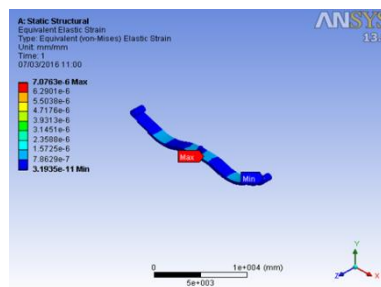 A: Static Structural
Equivalent Elastic Strain
Type: Equivalent (von-Mises) Elastic Strain
Unit: mm/mm
Time: 1
07/03/2016 11:00
7.0763e-6 Max
6.2901e-6
5.5038e-6
4.7176e-6
3.9313e-6
3.1451e-6
2.3588e-6
1.5725e-6
7.8629e-7
3.1935e-11 Min
ANSYS
13.
Max
Min
0
1e+004 (mm)
5e+003
Y
Z
X